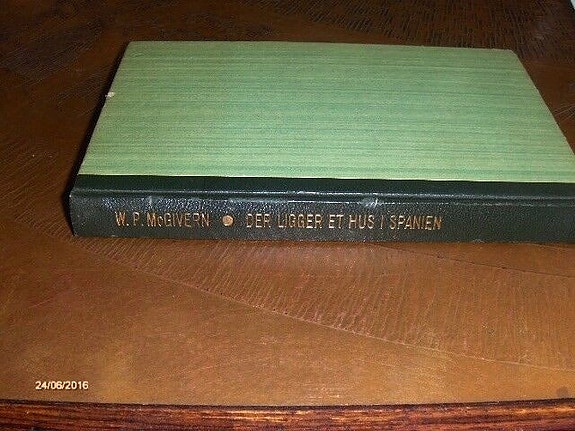 W. P. McGIVERN ● DER LIGGER ET HUS I SPANIEN
24/06/2016